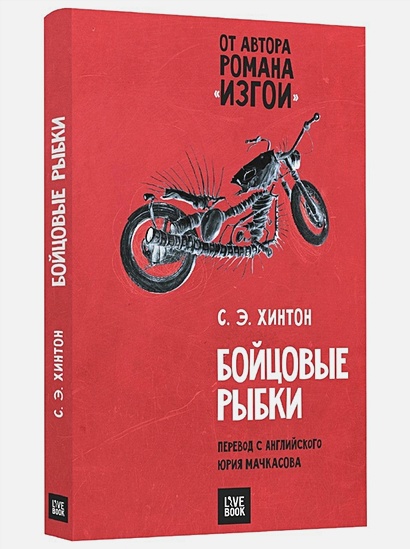 ОТ АВТОРА
РОМАНА
«ИЗГОИ»
С. Э. ХИНТОН
БОЙЦОВЫЕ
РЫБКИ
ПЕРЕВОД С АНГЛИЙСКОГО
ЮРИЯ МАЧКАСОВА
LIVE
BOOK
БОЙЦОВЫЕ РЫБКИ
С. Э. ХИНТОН
LIVE
BOOK